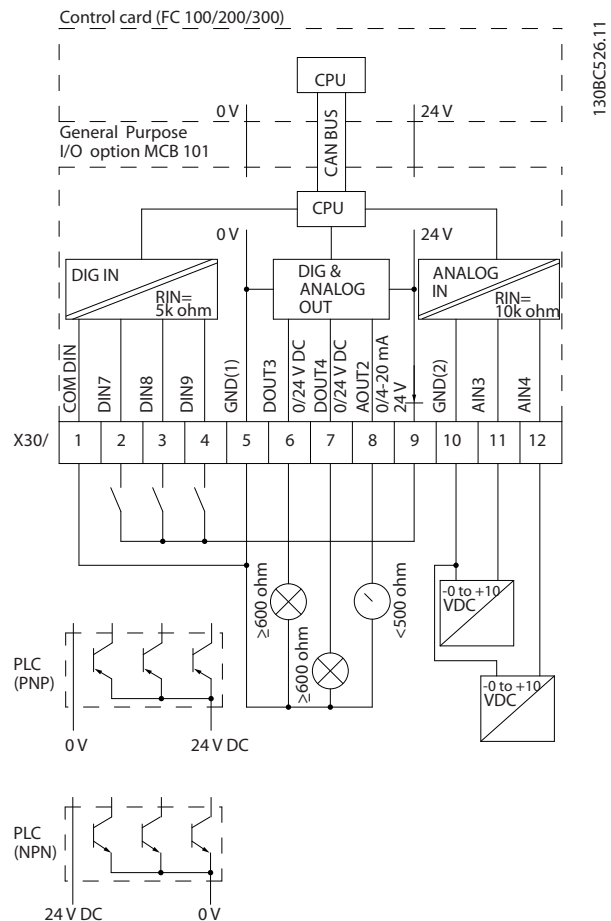 Control card (FC 100/200/300)
130BC526.11
CPU
0 V
24 V
CAN BUS
General Purpose
I/O option MCB 101
CPU
0 V
24 V
DIG IN
RIN=
5k ohm
DIG &
ANALOG
OUT
ANALOG
IN
RIN=
10k ohm
COM DIN
DIN7
DIN8
DIN9
GND(1)
DOUT3
0/24 V DC
DOUT4
0/24 V DC
AOUT2
0/4-20 mA
24 V
GND(2)
AIN3
AIN4
X30/ 1 2 3 4 5 6 7 8 9 10 11 12
≥600 ohm
≥600 ohm
<500 ohm
-0 to +10
VDC
-0 to +10
VDC
PLC
(PNP)
0 V
24 V DC
PLC
(NPN)
24 V DC
0 V